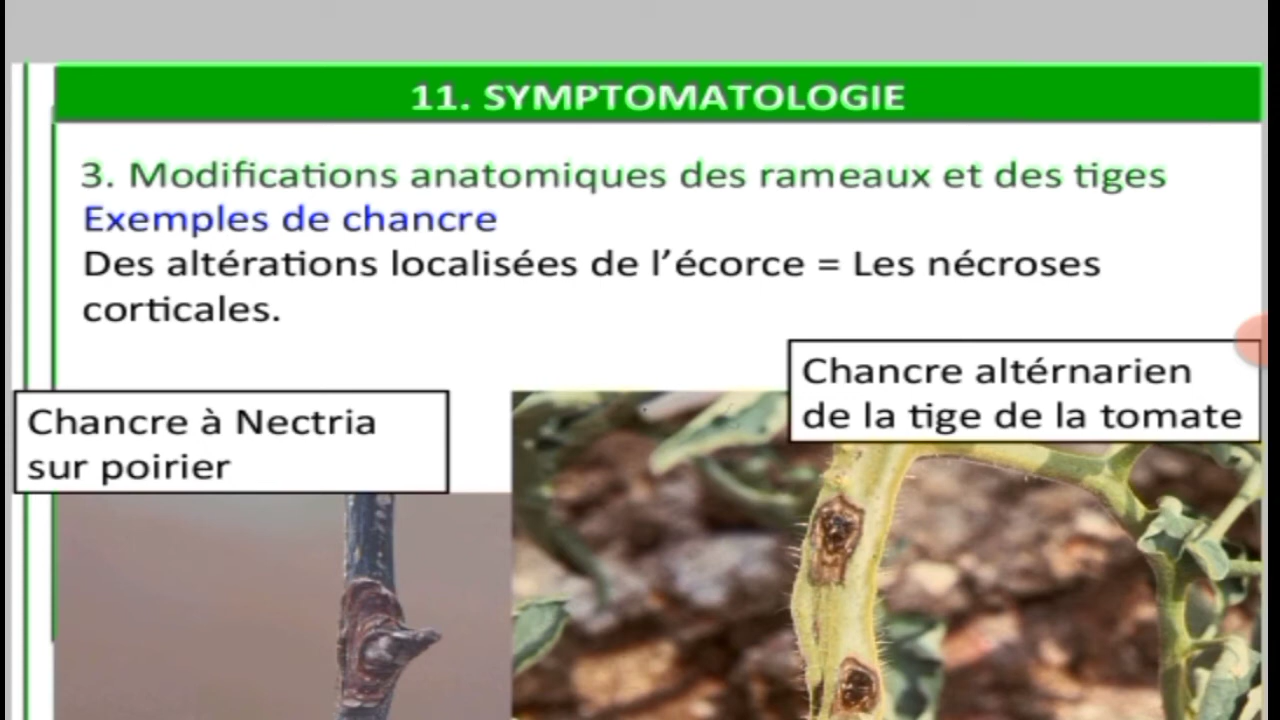 11. SYMPTOMATOLOGIE
3. Modifications anatomiques des rameaux et des tiges
Exemples de chancre
Des altérations localisées de l’écorce = Les nécroses
corticales.
Chancre altérnarien
de la tige de la tomate
Chancre à Nectria
sur poirier